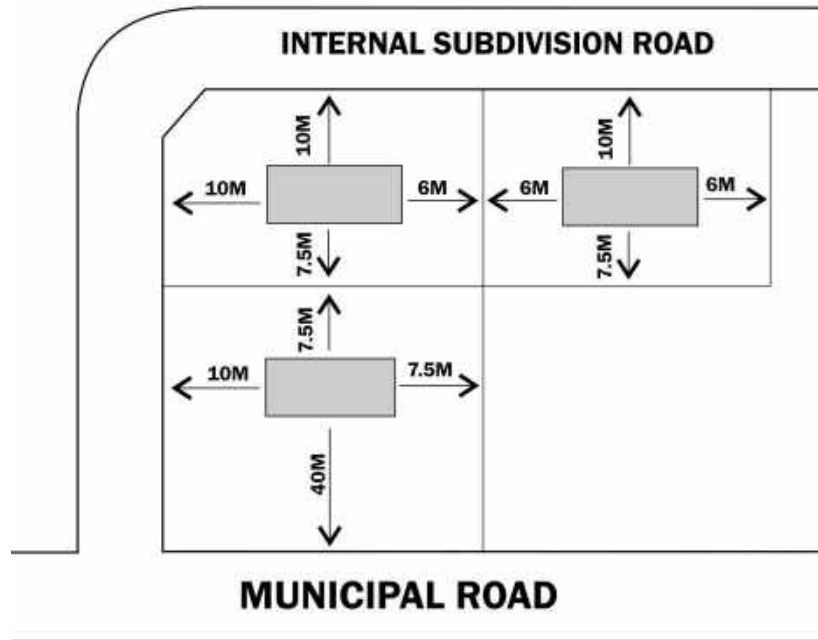 INTERNAL SUBDIVISION ROAD
10M
10M
10M
6M
6M
6M
7.5M
7.5M
7.5M
10M
7.5M
40M
MUNICIPAL ROAD